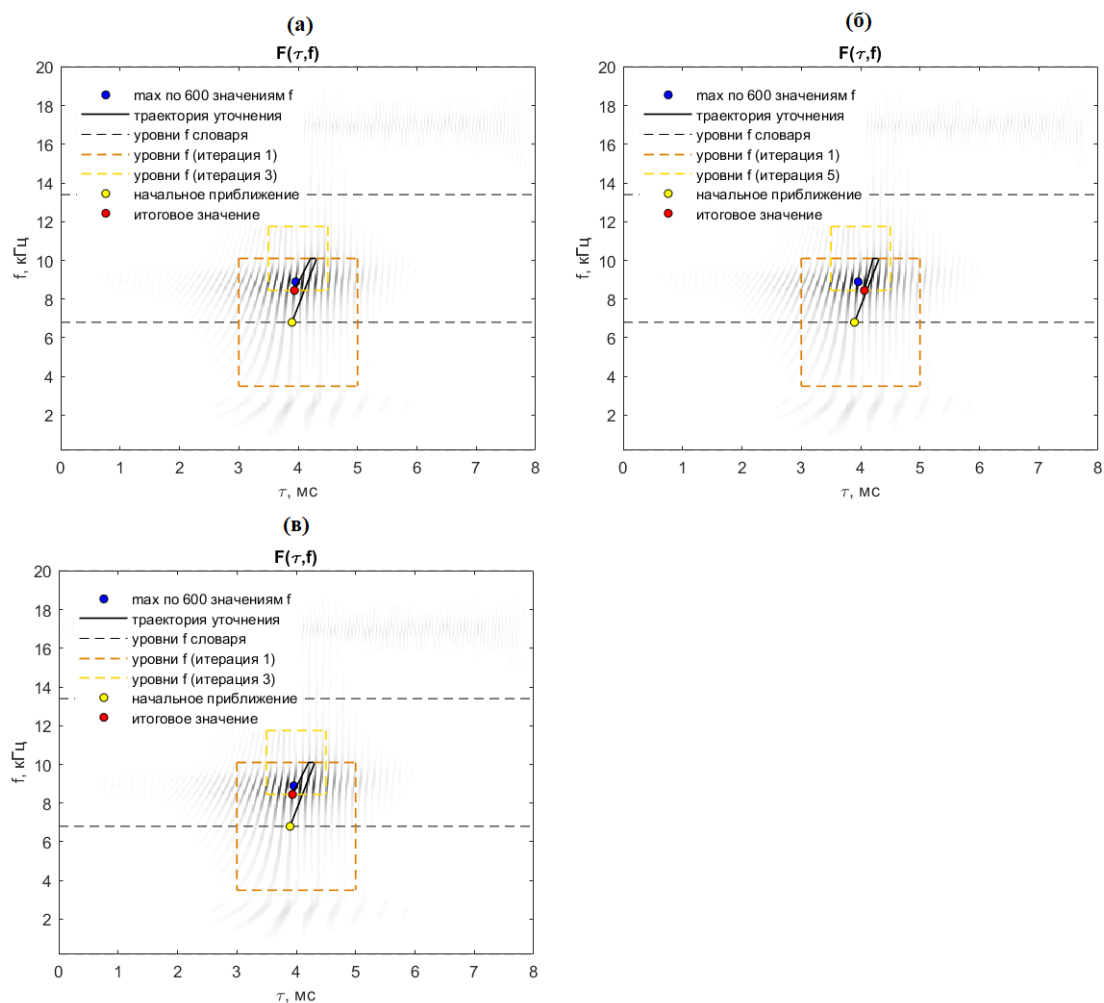 (а)
F(τ,f)
max по 600 значениям f
траектория уточнения
уровни f словаря
уровни f (итерация 1)
уровни f (итерация 3)
начальное приближение
итоговое значение
20
18
16
14
12
10
8
6
4
2
f, кГц
0 1 2 3 4 5 6 7 8
τ, мс
(б)
F(τ,f)
max по 600 значениям f
траектория уточнения
уровни f словаря
уровни f (итерация 1)
уровни f (итерация 5)
начальное приближение
итоговое значение
20
18
16
14
12
10
8
6
4
2
f, кГц
0 1 2 3 4 5 6 7 8
τ, мс
(в)
F(τ,f)
max по 600 значениям f
траектория уточнения
уровни f словаря
уровни f (итерация 1)
уровни f (итерация 3)
начальное приближение
итоговое значение
20
18
16
14
12
10
8
6
4
2
f, кГц
0 1 2 3 4 5 6 7 8
τ, мс